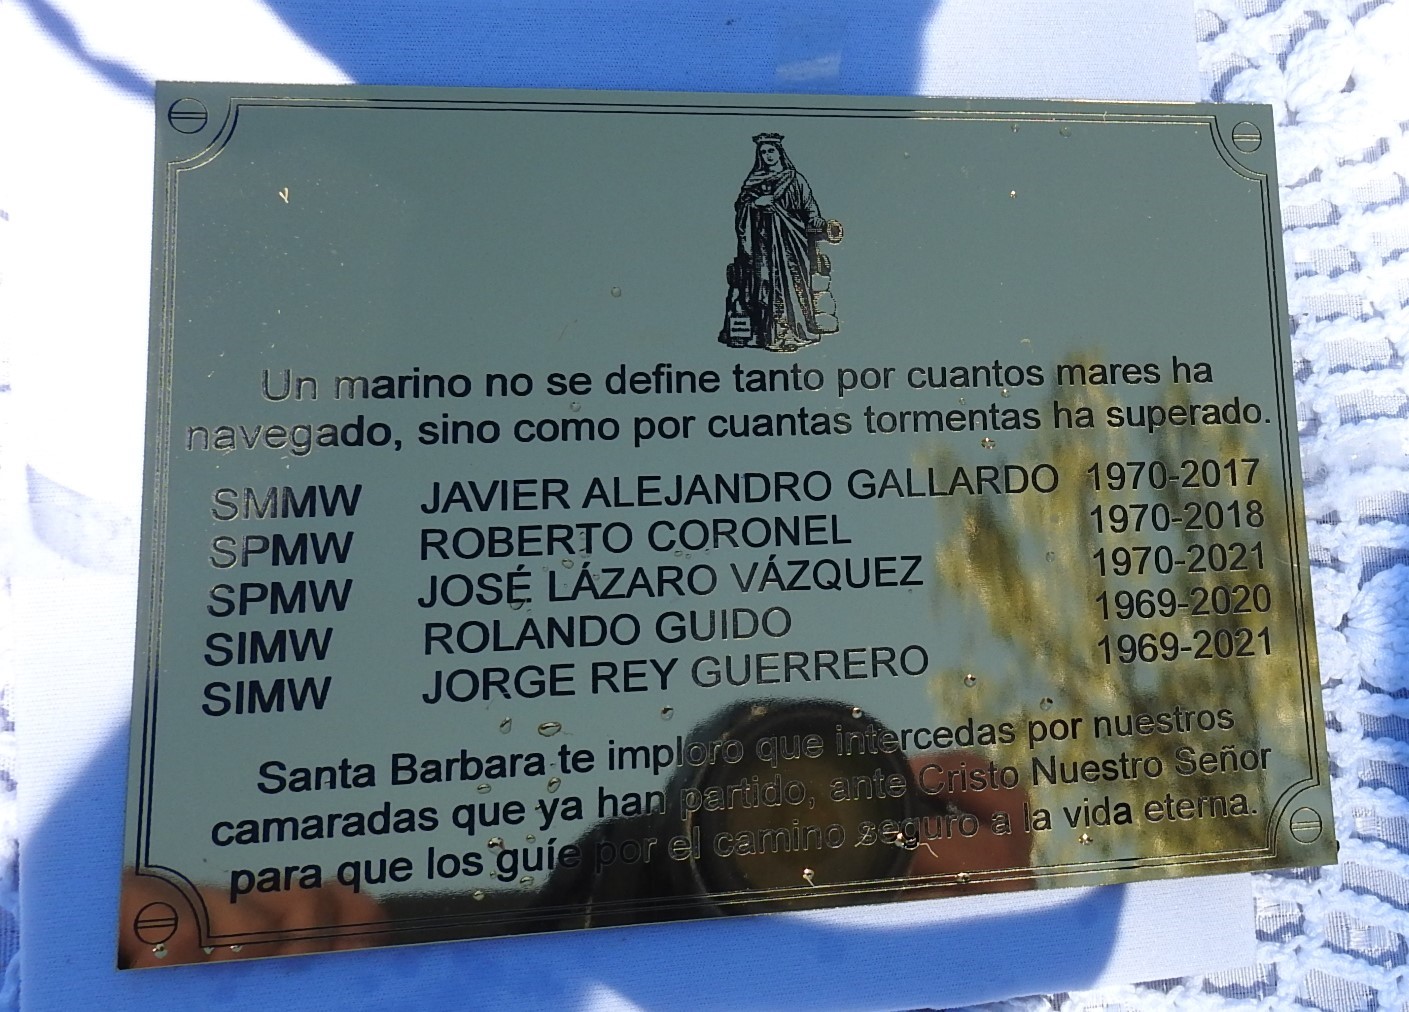 Un marino no se define tanto por cuantos mares ha
navegado, sino como por cuantas tormentas ha superado.
SMMW JAVIER ALEJANDRO GALLARDO 1970-2017
SPMW ROBERTO CORONEL 1970-2018
SPMW JOSÉ LÁZARO VÁZQUEZ 1970-2021
SIMW ROLANDO GUIDO 1969-2020
SIMW JORGE REY GUERRERO 1969-2021
Santa Barbara te imploro que intercedas por nuestros
camaradas que ya han partido, ante Cristo Nuestro Señor
para que los guíe por el camino seguro a la vida eterna.